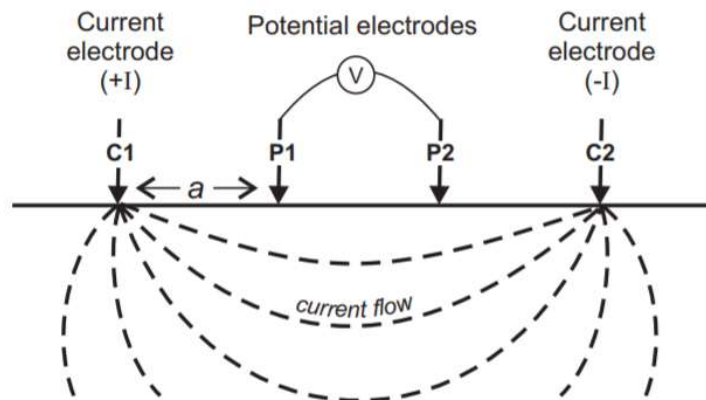 Current
electrode
(+I)
Potential electrodes
Current
electrode
(-I)
V
C1
P1
P2
C2
a
current flow